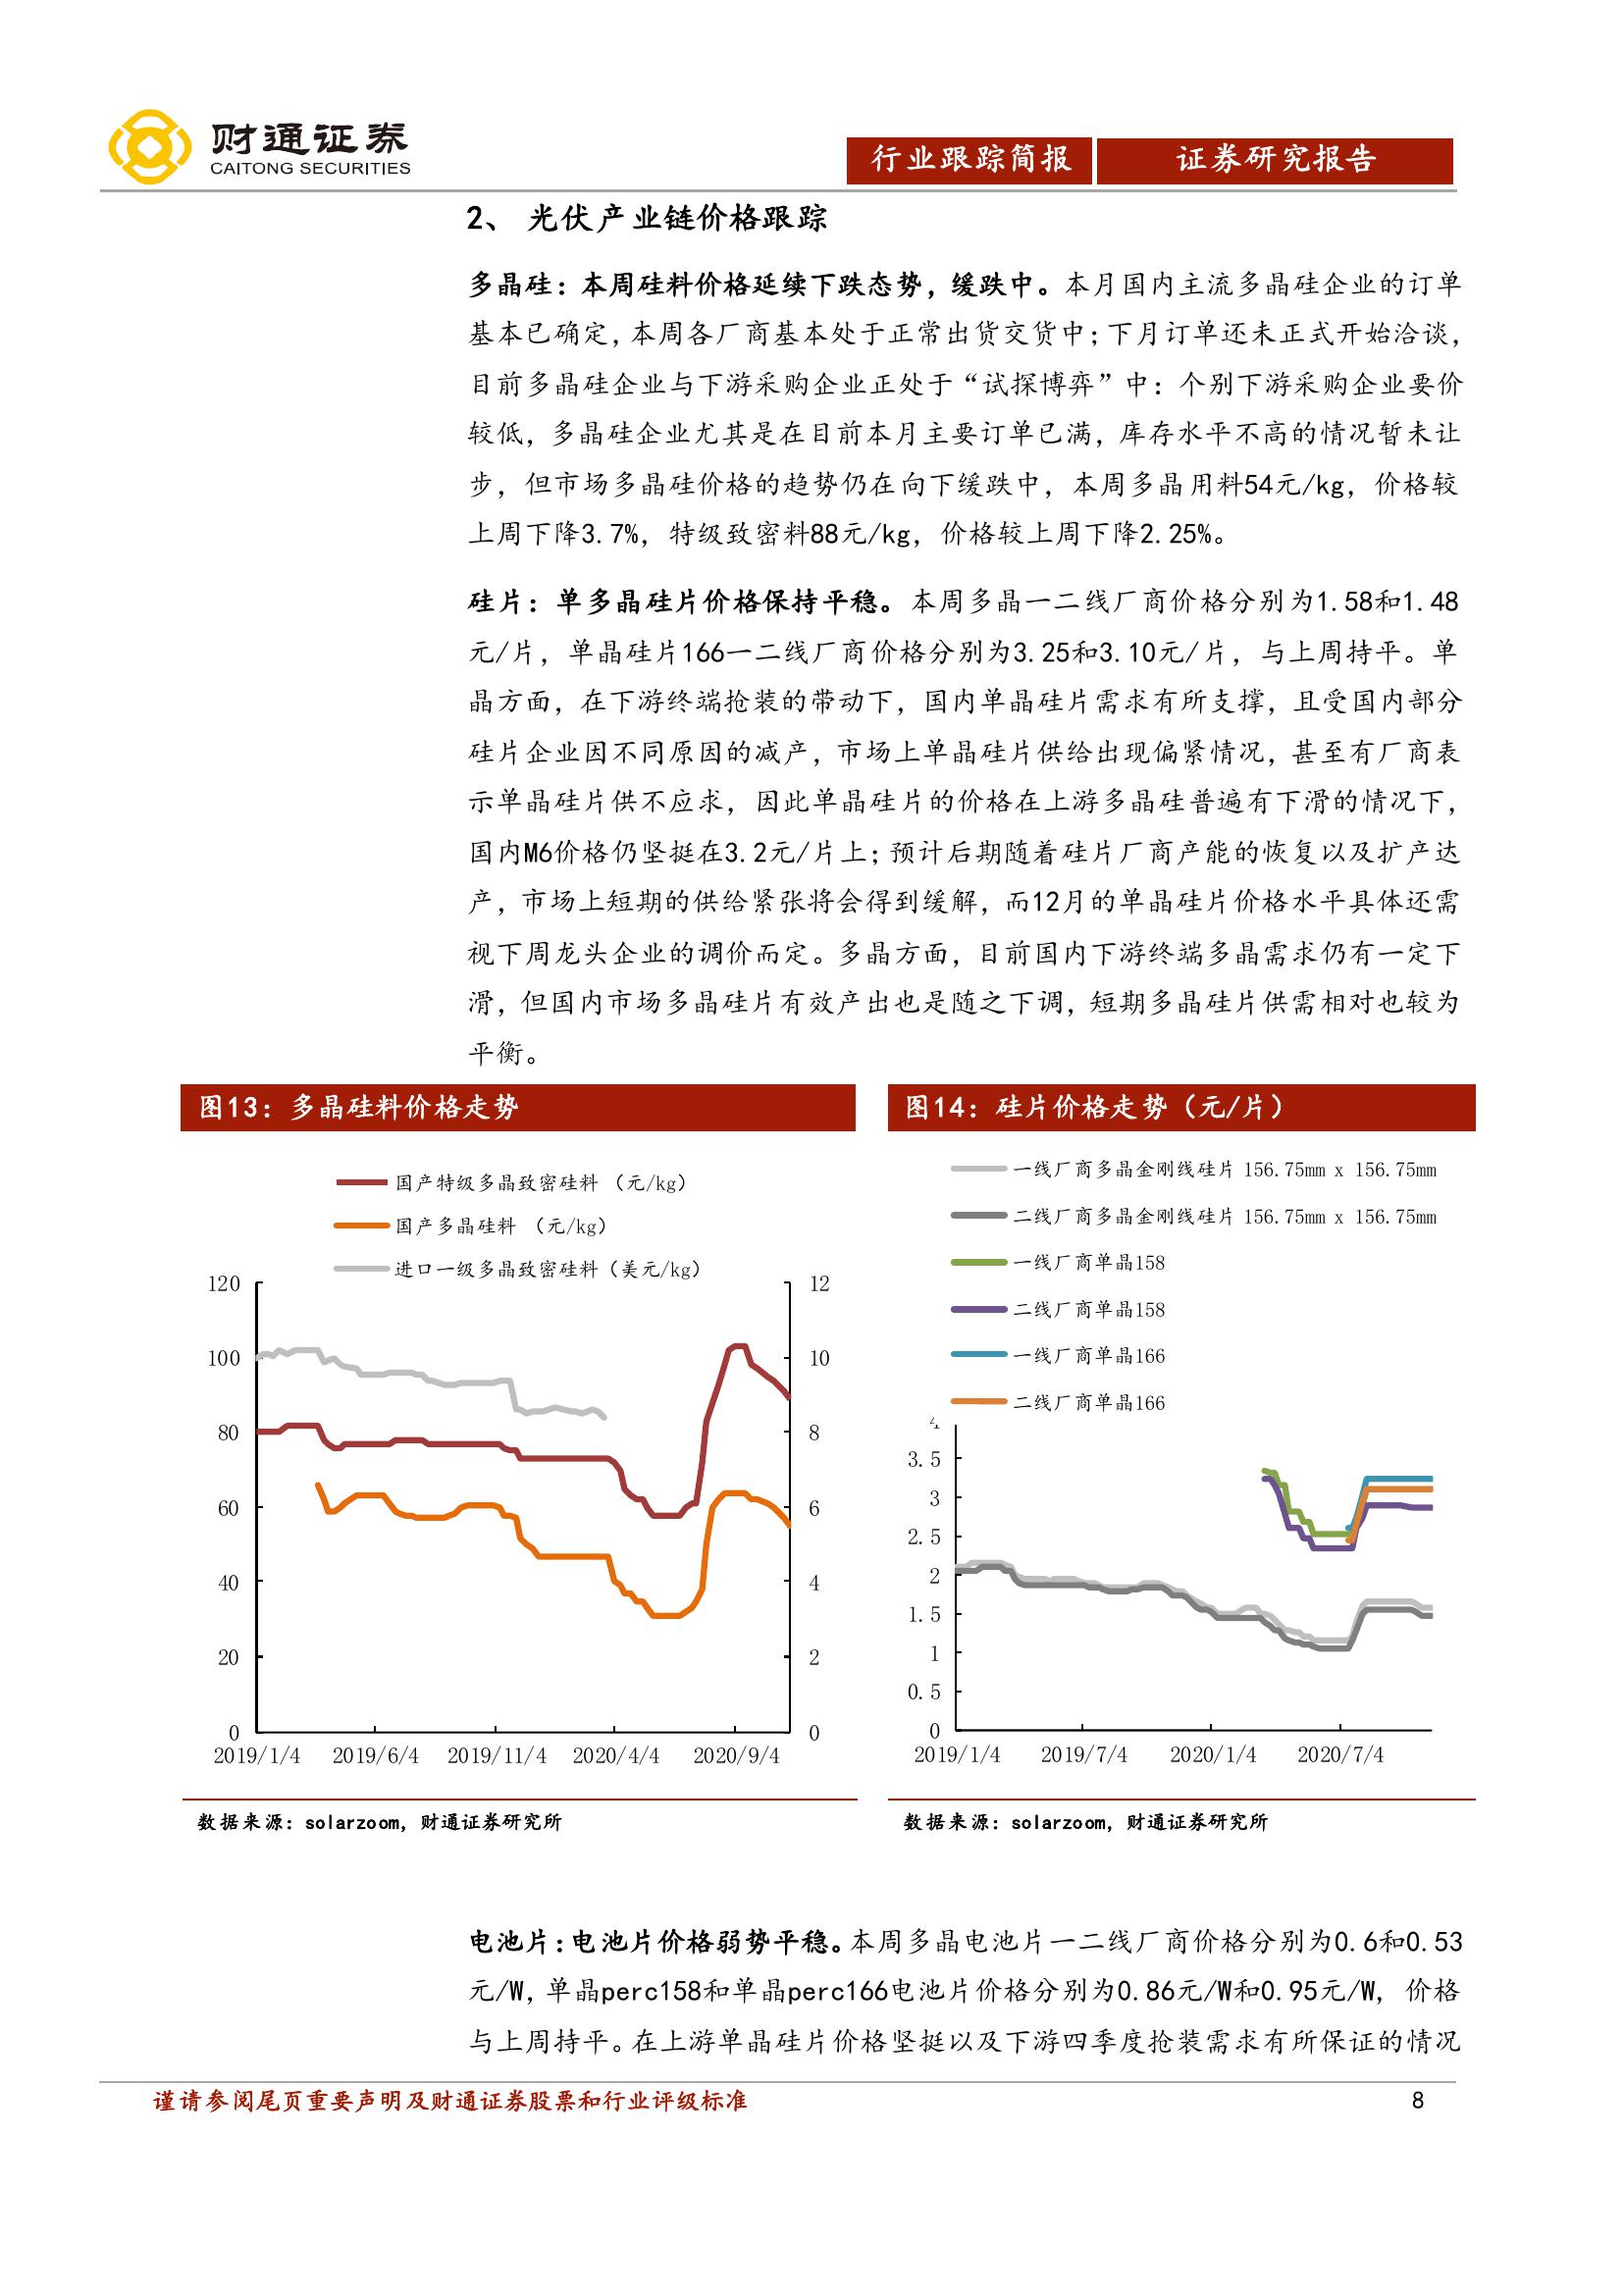 财通证券
CAITONG SECURITIES
行业跟踪简报 证券研究报告
2、 光伏产业链价格跟踪
多晶硅：本周硅料价格延续下跌态势，缓跌中。本月国内主流多晶硅企业的订单
基本已确定，本周各厂商基本处于正常出货交货中；下月订单还未正式开始洽谈，
目前多晶硅企业与下游采购企业正处于“试探博弈”中：个别下游采购企业要价
较低，多晶硅企业尤其是在目前本月主要订单已满，库存水平不高的情况暂未让
步，但市场多晶硅价格的趋势仍在向下缓跌中，本周多晶用料54元/kg，价格较
上周下降3.7%，特级致密料88元/kg，价格较上周下降2.25%。
硅片：单多晶硅片价格保持平稳。本周多晶一二线厂商价格分别为1.58和1.48
元/片，单晶硅片166一二线厂商价格分别为3.25和3.10元/片，与上周持平。单
晶方面，在下游终端抢装的带动下，国内单晶硅片需求有所支撑，且受国内部分
硅片企业因不同原因的减产，市场上单晶硅片供给出现偏紧情况，甚至有厂商表
示单晶硅片供不应求，因此单晶硅片的价格在上游多晶硅普遍有下滑的情况下，
国内M6价格仍坚挺在3.2元/片上；预计后期随着硅片厂商产能的恢复以及扩产达
产，市场上短期的供给紧张将会得到缓解，而12月的单晶硅片价格水平具体还需
视下周龙头企业的调价而定。多晶方面，目前国内下游终端多晶需求仍有一定下
滑，但国内市场多晶硅片有效产出也是随之下调，短期多晶硅片供需相对也较为
平衡。
图13：多晶硅料价格走势
国产特级多晶致密硅料 （元/kg）
国产多晶硅料 （元/kg）
进口一级多晶致密硅料（美元/kg）
120 12
100 10
80 8
60 6
40 4
20 2
0 0
2019/1/4 2019/6/4 2019/11/4 2020/4/4 2020/9/4
数据来源：solarzoom，财通证券研究所
图14：硅片价格走势（元/片）
一线厂商多晶金刚线硅片 156.75mm x 156.75mm
二线厂商多晶金刚线硅片 156.75mm x 156.75mm
一线厂商单晶158
二线厂商单晶158
一线厂商单晶166
二线厂商单晶166
4
3.5
3
2.5
2
1.5
1
0.5
0
2019/1/4 2019/7/4 2020/1/4 2020/7/4
数据来源：solarzoom，财通证券研究所
电池片：电池片价格弱势平稳。本周多晶电池片一二线厂商价格分别为0.6和0.53
元/W，单晶perc158和单晶perc166电池片价格分别为0.86元/W和0.95元/W， 价格
与上周持平。在上游单晶硅片价格坚挺以及下游四季度抢装需求有所保证的情况
谨请参阅尾页重要声明及财通证券股票和行业评级标准 8